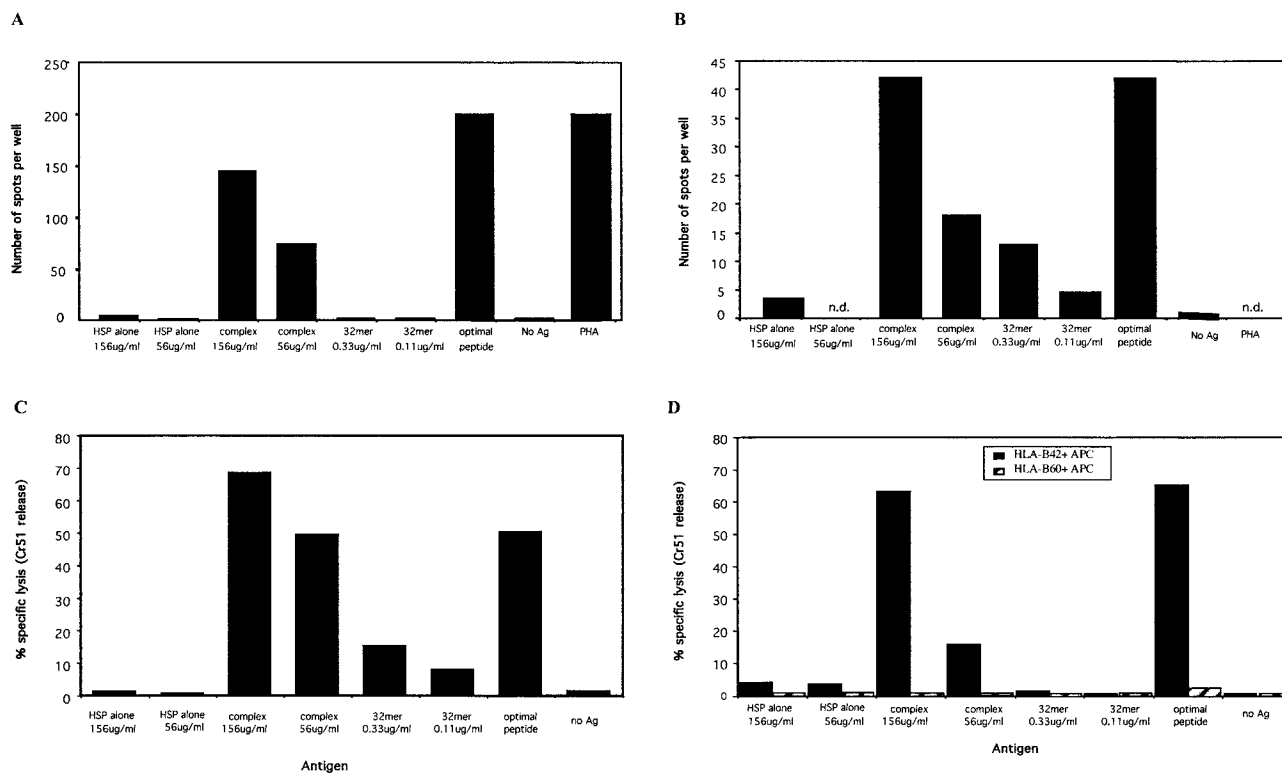 A
Number of spots per well
250
200
150
100
50
0
HSP alone 156ug/ml
HSP alone 56ug/ml
complex 156ug/ml
complex 56ug/ml
32mer 0.33ug/ml
32mer 0.11ug/ml
optimal peptide
No Ag
PHA
B
Number of spots per well
45
40
35
30
25
20
15
10
5
0
n.d.
n.d.
HSP alone 156ug/ml
HSP alone 56ug/ml
complex 156ug/ml
complex 56ug/ml
32mer 0.33ug/ml
32mer 0.11ug/ml
optimal peptide
No Ag
PHA
C
% specific lysis (Cr51 release)
80
70
60
50
40
30
20
10
0
HSP alone 156ug/ml
HSP alone 56ug/ml
complex 156ug/ml
complex 56ug/ml
32mer 0.33ug/ml
32mer 0.11ug/ml
optimal peptide
no Ag
Antigen
D
% specific lysis (Cr51 release)
80
70
60
50
40
30
20
10
0
HLA-B42+ APC
HLA-B60+ APC
HSP alone 156ug/ml
HSP alone 56ug/ml
complex 156ug/ml
complex 56ug/ml
32mer 0.33ug/ml
32mer 0.11ug/ml
optimal peptide
no Ag
Antigen